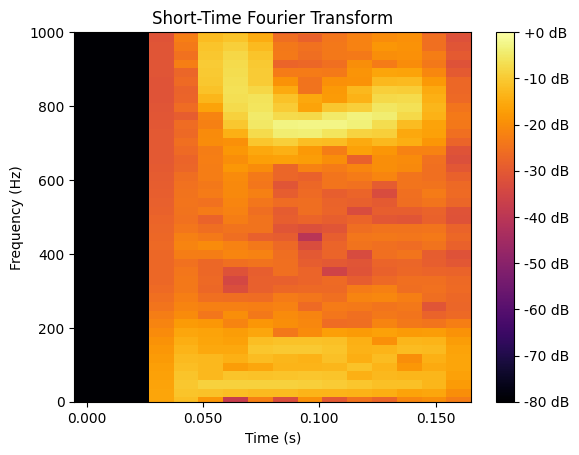 Short-Time Fourier Transform
Frequency (Hz)
1000
800
600
400
200
0
0.000
0.050
0.100
0.150
Time (s)
+0 dB
-10 dB
-20 dB
-30 dB
-40 dB
-50 dB
-60 dB
-70 dB
-80 dB